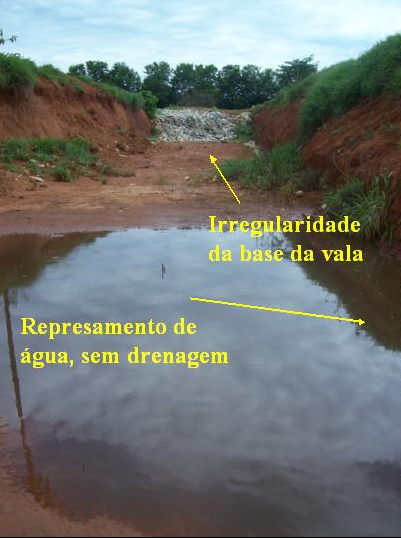 Irregularidade
da base da vala
Represamento de
água, sem drenagem